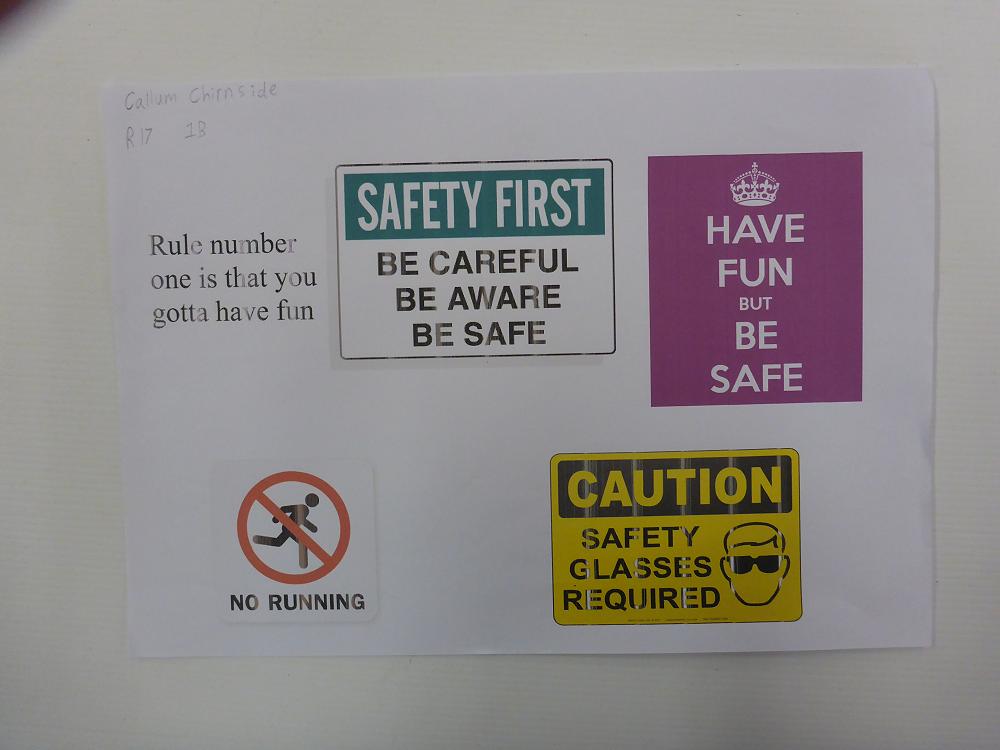 Callum Chirnside
R17 1B
Rule number
one is that you
gotta have fun
SAFETY FIRST
BE CAREFUL
BE AWARE
BE SAFE
HAVE
FUN
BUT
BE
SAFE
NO RUNNING
CAUTION
SAFETY
GLASSES
REQUIRED